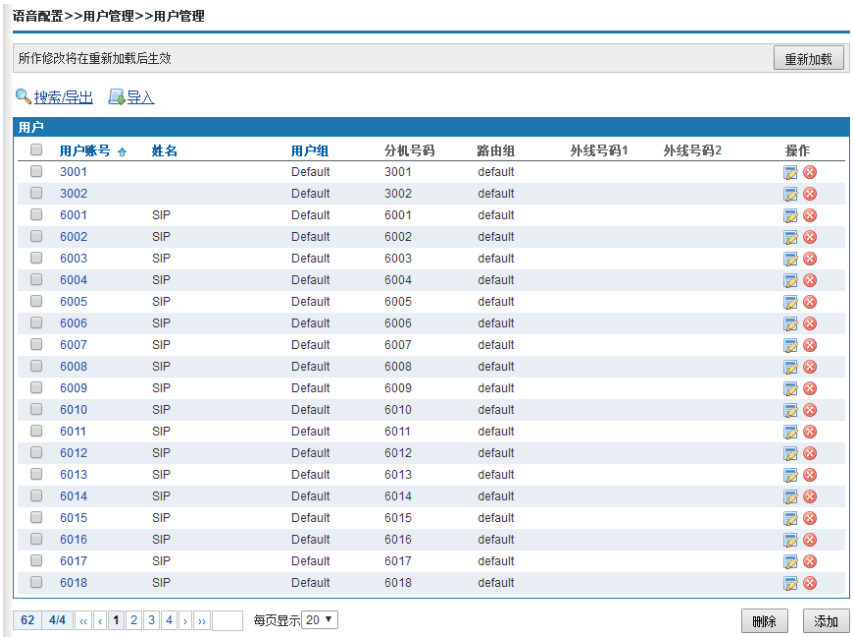 语音配置>>用户管理>>用户管理
所作修改将在重新加载后生效 重新加载
搜索/导出 导入
用户
用户账号 姓名 用户组 分机号码 路由组 外线号码1 外线号码2 操作
3001 Default 3001 default
3002 Default 3002 default
6001 SIP Default 6001 default
6002 SIP Default 6002 default
6003 SIP Default 6003 default
6004 SIP Default 6004 default
6005 SIP Default 6005 default
6006 SIP Default 6006 default
6007 SIP Default 6007 default
6008 SIP Default 6008 default
6009 SIP Default 6009 default
6010 SIP Default 6010 default
6011 SIP Default 6011 default
6012 SIP Default 6012 default
6013 SIP Default 6013 default
6014 SIP Default 6014 default
6015 SIP Default 6015 default
6016 SIP Default 6016 default
6017 SIP Default 6017 default
6018 SIP Default 6018 default
62 4/4 ‹‹ ‹ 1 2 3 4 › ›› 每页显示 20 删除 添加